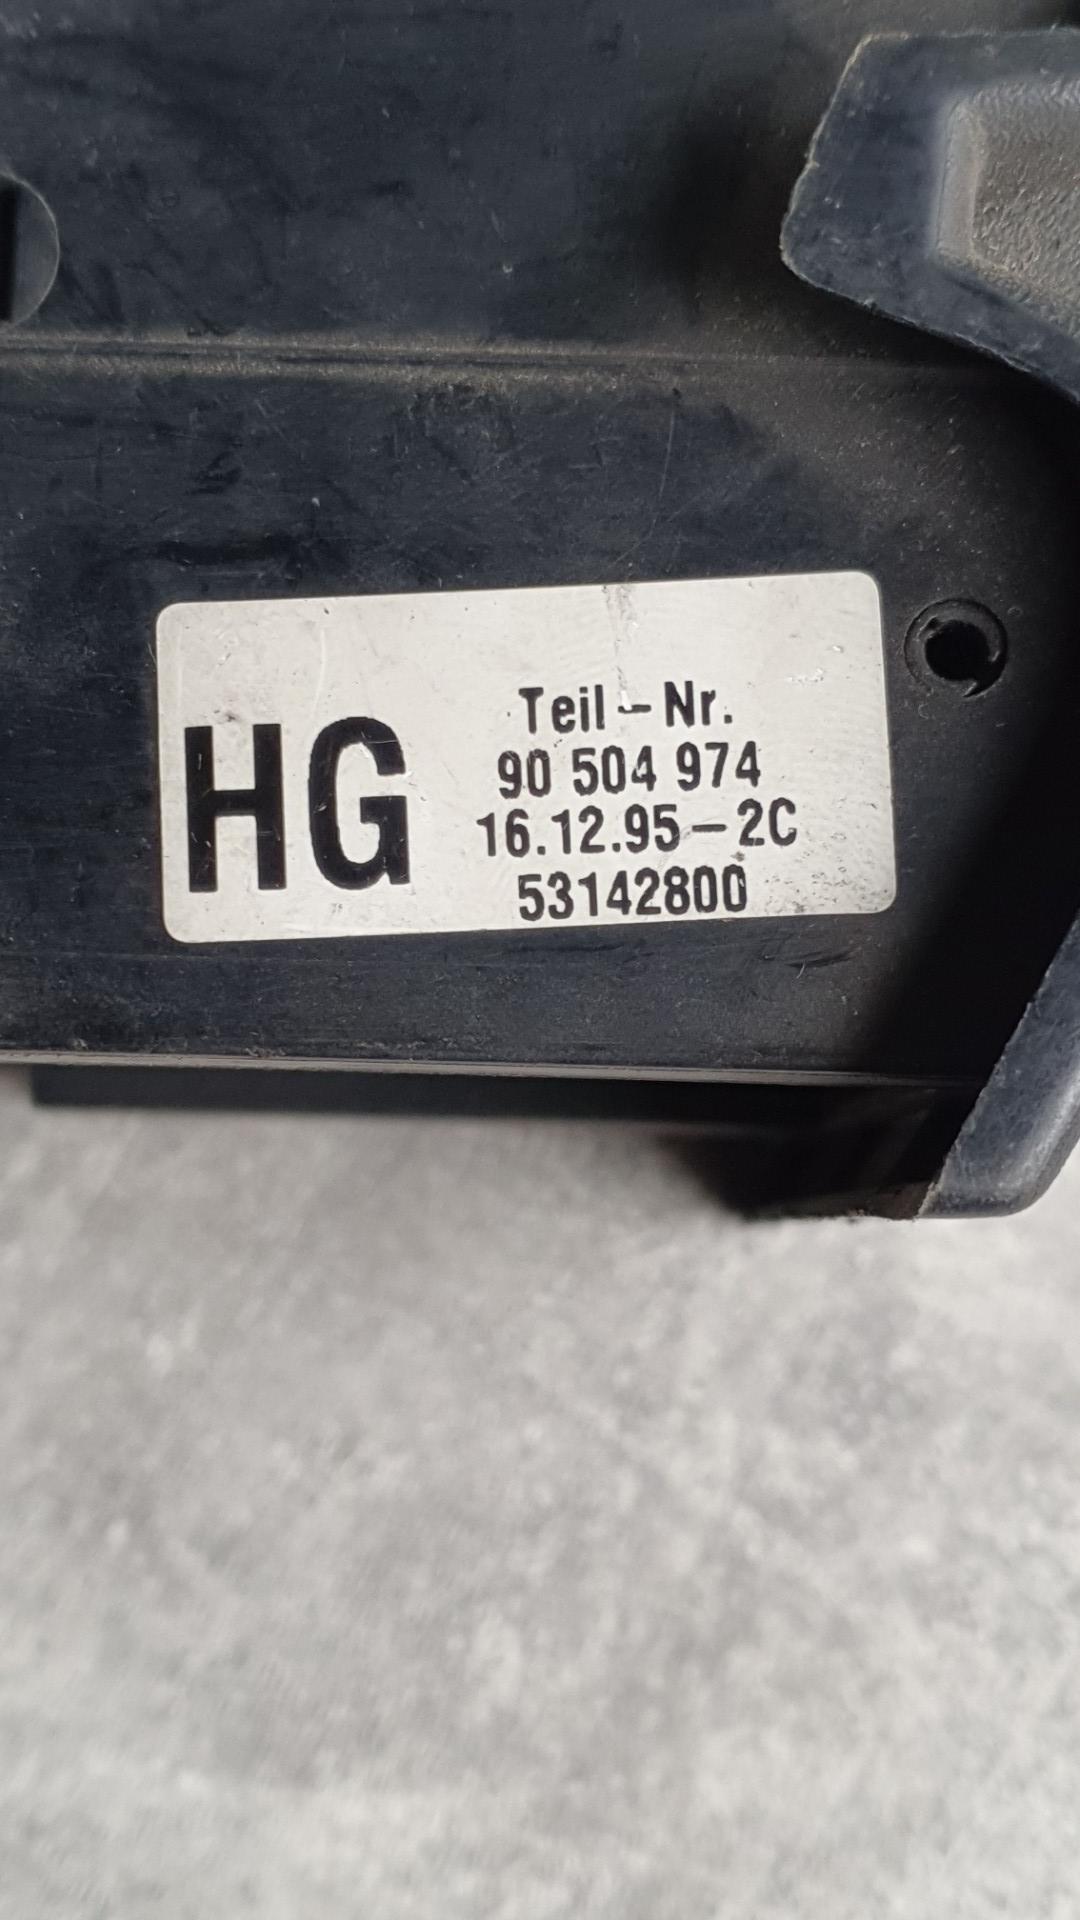 HG
Teil-Nr.
90 504 974
16.12.95-2C
53142800